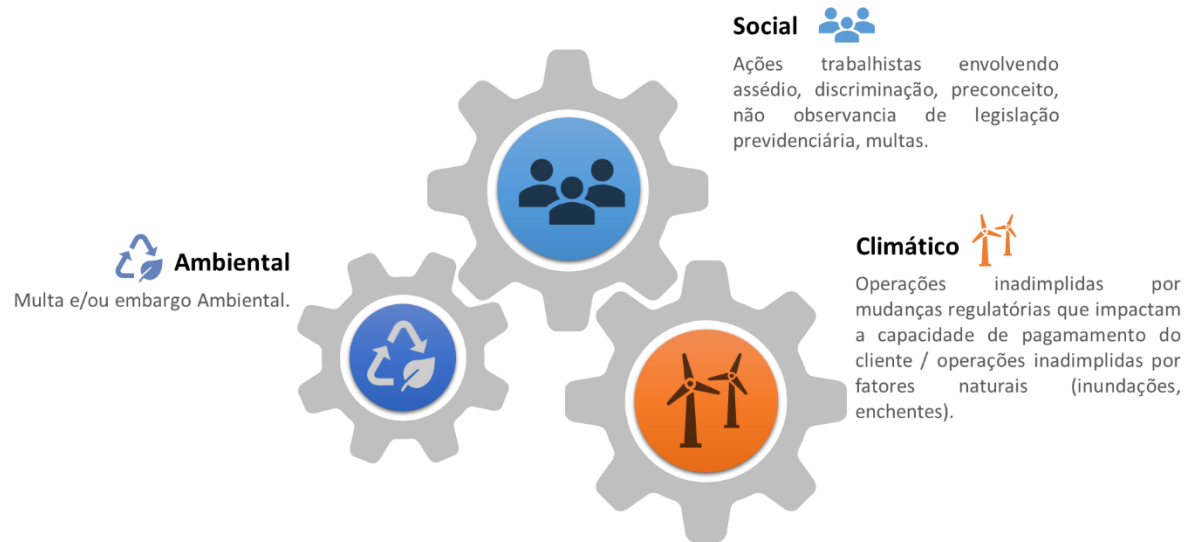 Social
Ações trabalhistas envolvendo
assédio, discriminação, preconceito,
não observancia de legislação
previdenciária, multas.
Ambiental
Multa e/ou embargo Ambiental.
Climático
Operações inadimplidas por
mudanças regulatórias que impactam
a capacidade de pagamamento do
cliente / operações inadimplidas por
fatores naturais (inundações,
enchentes).